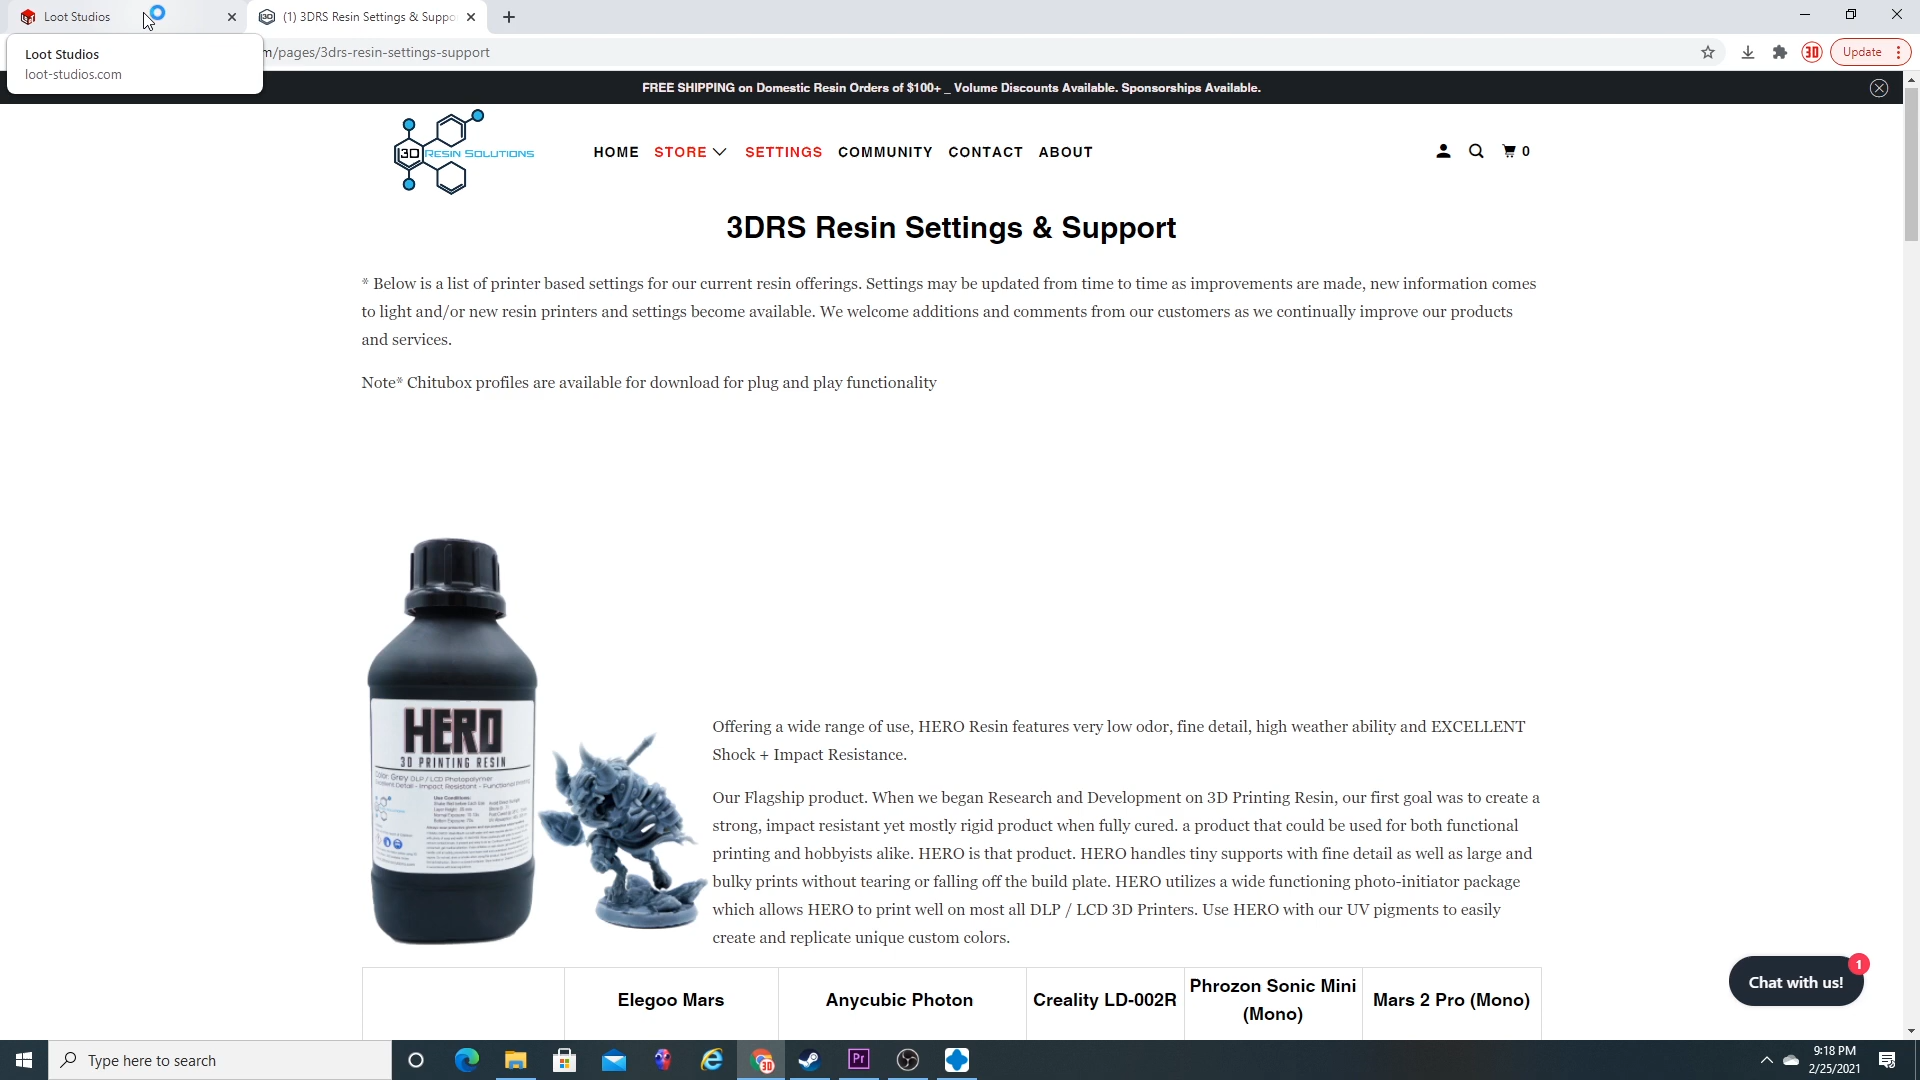 Loot Studios
(1) 3DRS Resin Settings & Suppo
Loot Studios
loot-studios.com
m/pages/3drs-resin-settings-support
Update
FREE SHIPPING on Domestic Resin Orders of $100+ _ Volume Discounts Available. Sponsorships Available.
3D RESIN SOLUTIONS
HOME STORE SETTINGS COMMUNITY CONTACT ABOUT
0
3DRS Resin Settings & Support
* Below is a list of printer based settings for our current resin offerings. Settings may be updated from time to time as improvements are made, new information comes
to light and/or new resin printers and settings become available. We welcome additions and comments from our customers as we continually improve our products
and services.
Note* Chitubox profiles are available for download for plug and play functionality
HERO
3D PRINTING RESIN
Color: Grey DLP / LCD Photopolymer
Offering a wide range of use, HERO Resin features very low odor, fine detail, high weather ability and EXCELLENT
Shock + Impact Resistance.
Our Flagship product. When we began Research and Development on 3D Printing Resin, our first goal was to create a
strong, impact resistant yet mostly rigid product when fully cured. a product that could be used for both functional
printing and hobbyists alike. HERO is that product. HERO handles tiny supports with fine detail as well as large and
bulky prints without tearing or falling off the build plate. HERO utilizes a wide functioning photo-initiator package
which allows HERO to print well on most all DLP / LCD 3D Printers. Use HERO with our UV pigments to easily
create and replicate unique custom colors.
Elegoo Mars
Anycubic Photon
Creality LD-002R
Phrozon Sonic Mini
(Mono)
Mars 2 Pro (Mono)
1
Chat with us!
Type here to search
9:18 PM
2/25/2021